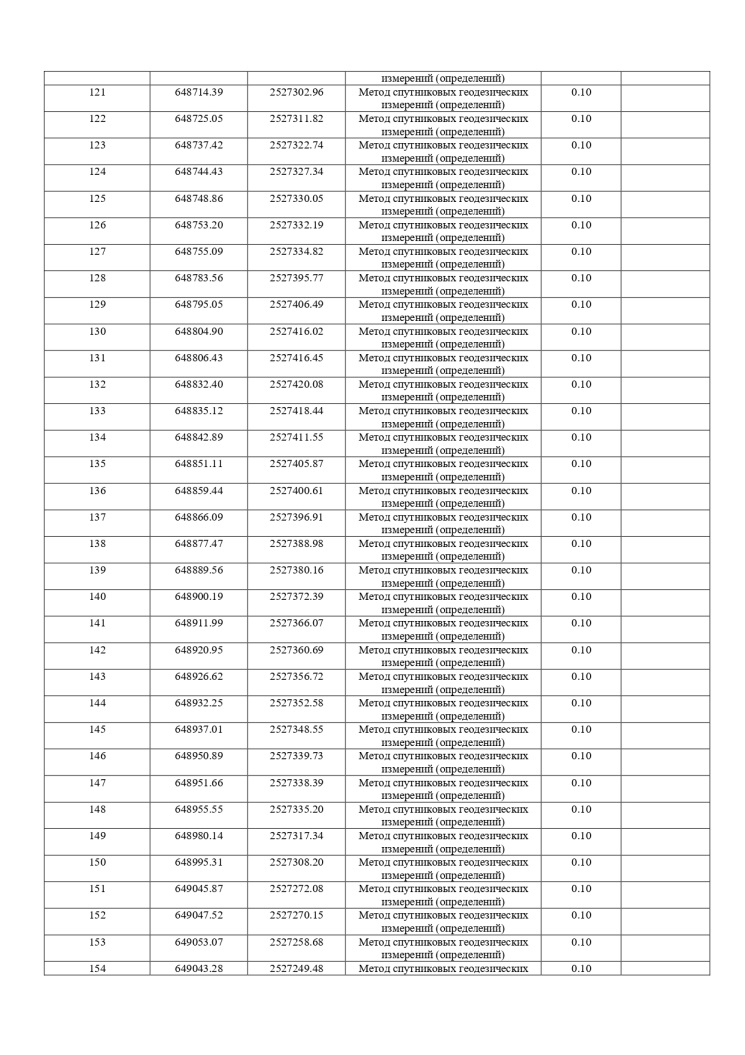 измерений (определений)
121 648714.39 2527302.96 Метод спутниковых геодезических 0.10
измерений (определений)
122 648725.05 2527311.82 Метод спутниковых геодезических 0.10
измерений (определений)
123 648737.42 2527322.74 Метод спутниковых геодезических 0.10
измерений (определений)
124 648744.43 2527327.34 Метод спутниковых геодезических 0.10
измерений (определений)
125 648748.86 2527330.05 Метод спутниковых геодезических 0.10
измерений (определений)
126 648753.20 2527332.19 Метод спутниковых геодезических 0.10
измерений (определений)
127 648755.09 2527334.82 Метод спутниковых геодезических 0.10
измерений (определений)
128 648783.56 2527395.77 Метод спутниковых геодезических 0.10
измерений (определений)
129 648795.05 2527406.49 Метод спутниковых геодезических 0.10
измерений (определений)
130 648804.90 2527416.02 Метод спутниковых геодезических 0.10
измерений (определений)
131 648806.43 2527416.45 Метод спутниковых геодезических 0.10
измерений (определений)
132 648832.40 2527420.08 Метод спутниковых геодезических 0.10
измерений (определений)
133 648835.12 2527418.44 Метод спутниковых геодезических 0.10
измерений (определений)
134 648842.89 2527411.55 Метод спутниковых геодезических 0.10
измерений (определений)
135 648851.11 2527405.87 Метод спутниковых геодезических 0.10
измерений (определений)
136 648859.44 2527400.61 Метод спутниковых геодезических 0.10
измерений (определений)
137 648866.09 2527396.91 Метод спутниковых геодезических 0.10
измерений (определений)
138 648877.47 2527388.98 Метод спутниковых геодезических 0.10
измерений (определений)
139 648889.56 2527380.16 Метод спутниковых геодезических 0.10
измерений (определений)
140 648900.19 2527372.39 Метод спутниковых геодезических 0.10
измерений (определений)
141 648911.99 2527366.07 Метод спутниковых геодезических 0.10
измерений (определений)
142 648920.95 2527360.69 Метод спутниковых геодезических 0.10
измерений (определений)
143 648926.62 2527356.72 Метод спутниковых геодезических 0.10
измерений (определений)
144 648932.25 2527352.58 Метод спутниковых геодезических 0.10
измерений (определений)
145 648937.01 2527348.55 Метод спутниковых геодезических 0.10
измерений (определений)
146 648950.89 2527339.73 Метод спутниковых геодезических 0.10
измерений (определений)
147 648951.66 2527338.39 Метод спутниковых геодезических 0.10
измерений (определений)
148 648955.55 2527335.20 Метод спутниковых геодезических 0.10
измерений (определений)
149 648980.14 2527317.34 Метод спутниковых геодезических 0.10
измерений (определений)
150 648995.31 2527308.20 Метод спутниковых геодезических 0.10
измерений (определений)
151 649045.87 2527272.08 Метод спутниковых геодезических 0.10
измерений (определений)
152 649047.52 2527270.15 Метод спутниковых геодезических 0.10
измерений (определений)
153 649053.07 2527258.68 Метод спутниковых геодезических 0.10
измерений (определений)
154 649043.28 2527249.48 Метод спутниковых геодезических 0.10